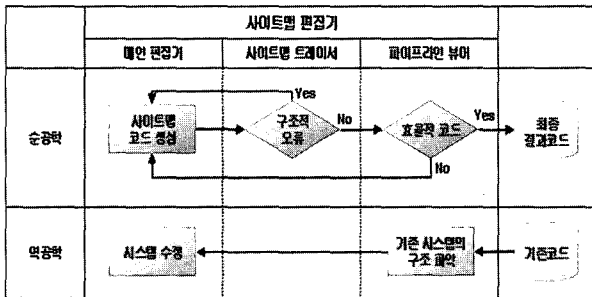 사이트맵 편집기
메인 편집기
사이트맵 트레이서
파이프라인 뷰어
순공학
Yes
사이트맵
코드 생성
구조적
오류
No
효율적 코드
Yes
No
최종
결과코드
역공학
시스템 수정
기존 시스템의
구조 파악
기존코드